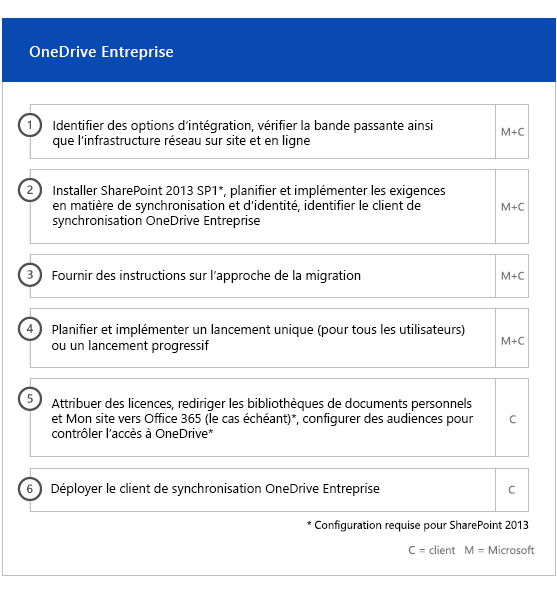 OneDrive Entreprise
1
Identifier des options d'intégration, vérifier la bande passante ainsi
que l'infrastructure réseau sur site et en ligne
M+C
2
Installer SharePoint 2013 SP1*, planifier et implémenter les exigences
en matière de synchronisation et d'identité, identifier le client de
synchronisation OneDrive Entreprise
M+C
3
Fournir des instructions sur l'approche de la migration
M+C
4
Planifier et implémenter un lancement unique (pour tous les utilisateurs)
ou un lancement progressif
M+C
5
Attribuer des licences, rediriger les bibliothèques de documents personnels
et Mon site vers Office 365 (le cas échéant)*, configurer des audiences pour
contrôler l'accès à OneDrive*
C
6
Déployer le client de synchronisation OneDrive Entreprise
C
* Configuration requise pour SharePoint 2013
C = client M = Microsoft